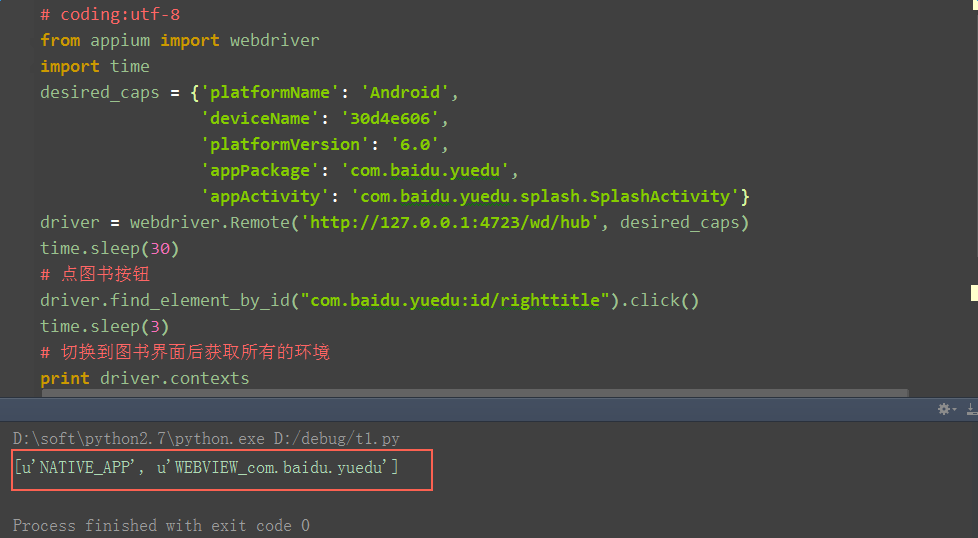 # coding:utf-8
from appium import webdriver
import time
desired_caps = {'platformName': 'Android',
'deviceName': '30d4e606',
'platformVersion': '6.0',
'appPackage': 'com.baidu.yuedu',
'appActivity': 'com.baidu.yuedu.splash.SplashActivity'}
driver = webdriver.Remote('http://127.0.0.1:4723/wd/hub', desired_caps)
time.sleep(30)
# 点图书按钮
driver.find_element_by_id("com.baidu.yuedu:id/righttitle").click()
time.sleep(3)
# 切换到图书界面后获取所有的环境
print driver.contexts
D:\soft\python2.7\python.exe D:/debug/t1.py
[u'NATIVE_APP', u'WEBVIEW_com.baidu.yuedu']
Process finished with exit code 0